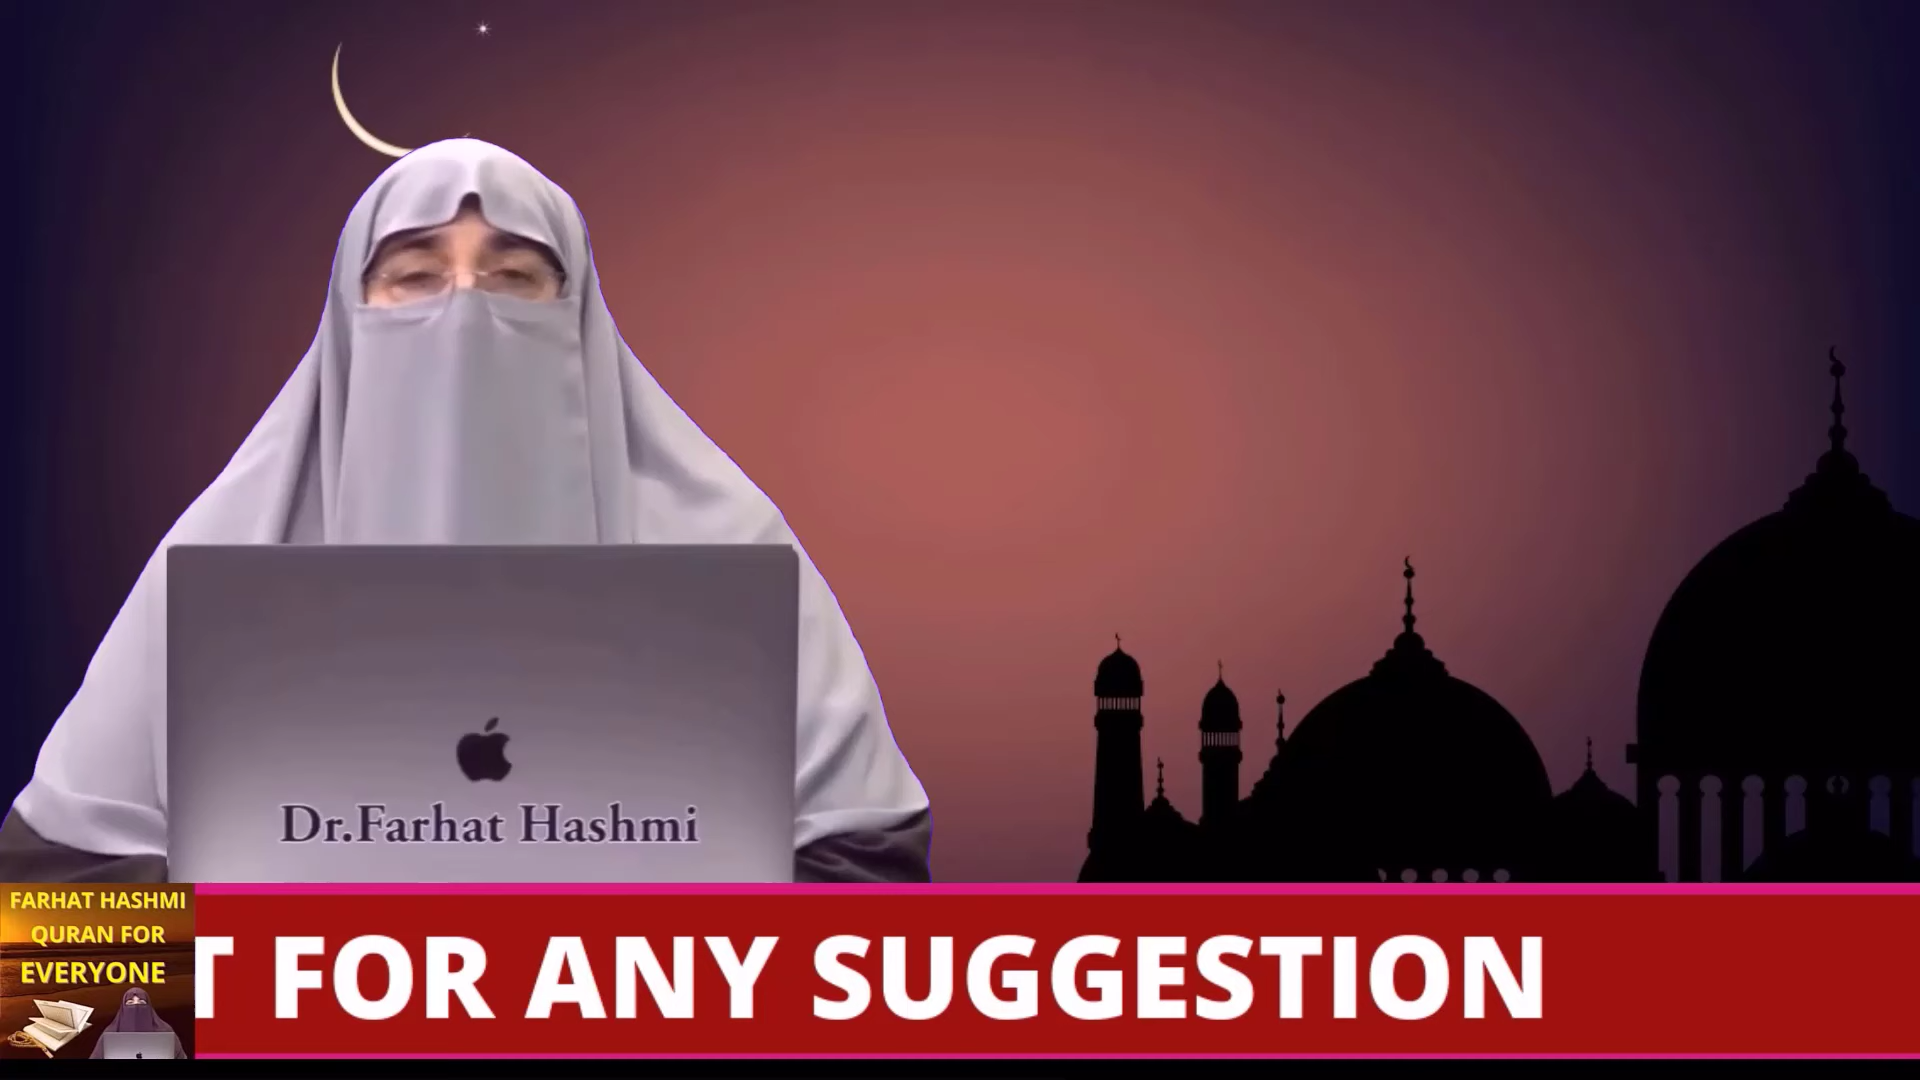 Dr.Farhat Hashmi
FARHAT HASHMI
QURAN FOR
EVERYONE
T FOR ANY SUGGESTION